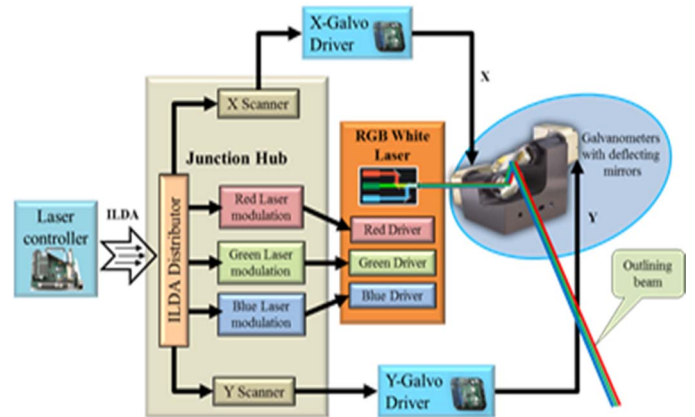 X-Galvo
Driver
X Scanner
X
Junction Hub
RGB White
Laser
Galvanometers
with deflecting
mirrors
Laser
controller
ILDA
ILDA Distributor
Red Laser
modulation
Red Driver
Green Laser
modulation
Green Driver
Blue Laser
modulation
Blue Driver
Y
Outlining
beam
Y Scanner
Y-Galvo
Driver